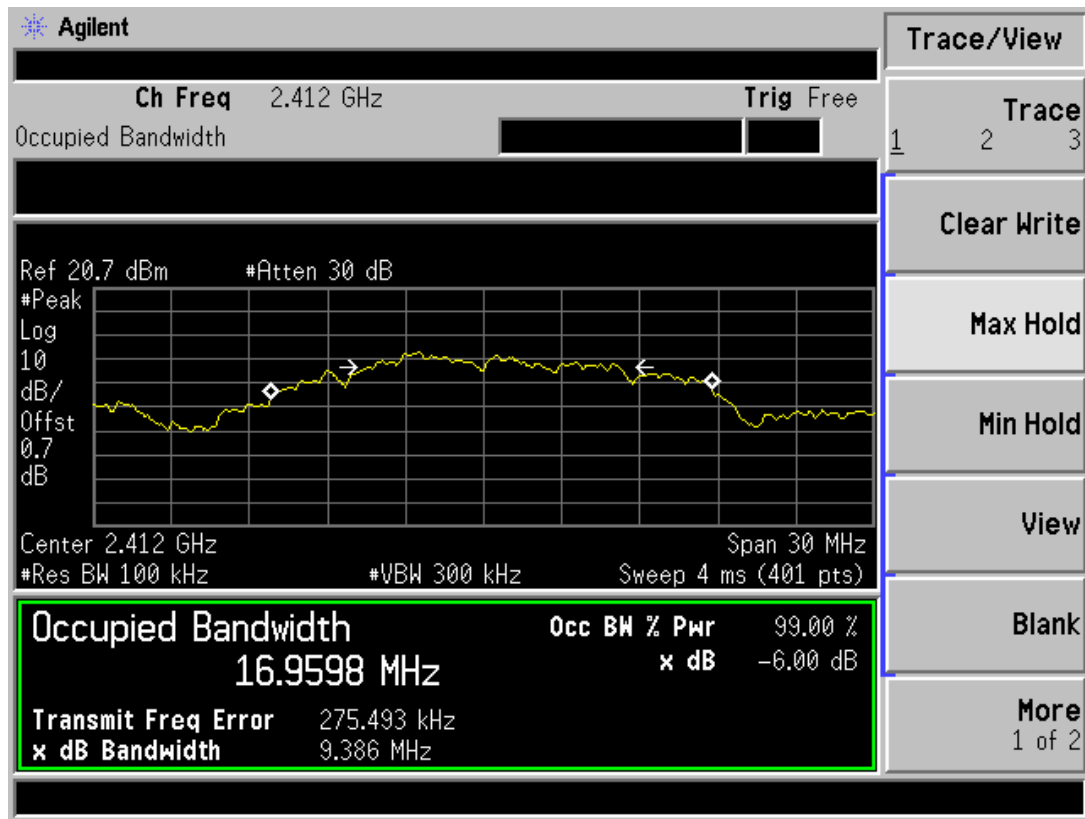 Agilent
Trace/View
Ch Freq 2.412 GHz Trig Free
Occupied Bandwidth
Trace
1 2 3
Clear Write
Max Hold
Min Hold
View
Blank
More
1 of 2
Ref 20.7 dBm #Atten 30 dB
#Peak
Log
10
dB/
Offst
0.7
dB
Center 2.412 GHz Span 30 MHz
#Res BW 100 kHz #VBW 300 kHz Sweep 4 ms (401 pts)
Occupied Bandwidth Occ BW % Pwr 99.00 %
16.9598 MHz x dB -6.00 dB
Transmit Freq Error 275.493 kHz
x dB Bandwidth 9.386 MHz